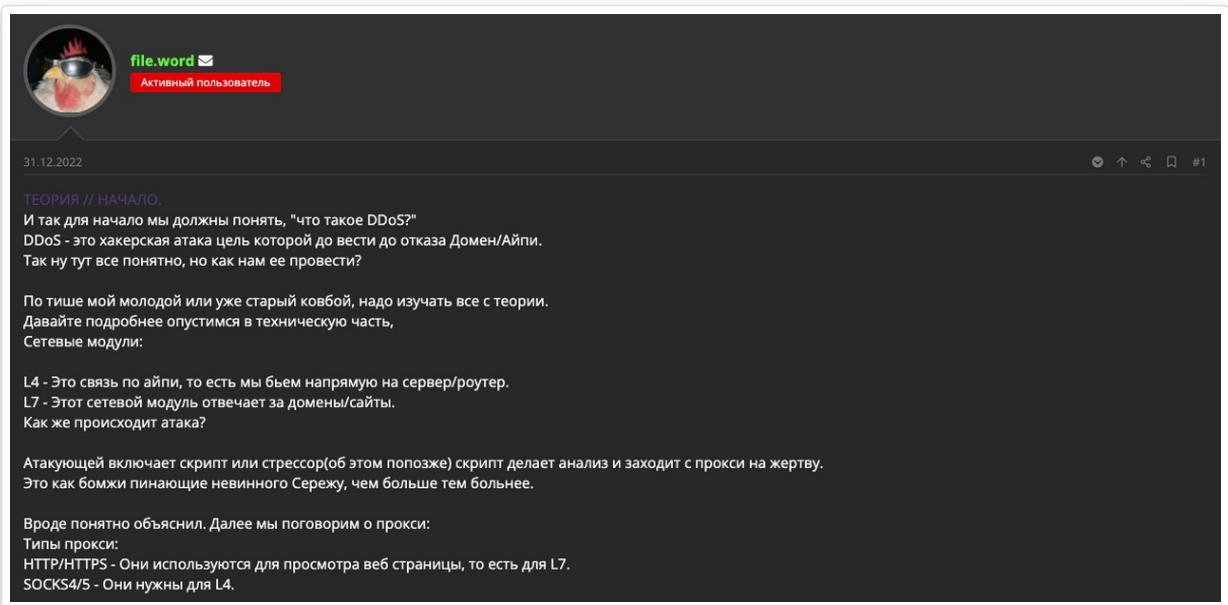 file.word
Активный пользователь
31.12.2022
#1
ТЕОРИЯ // НАЧАЛО.
И так для начало мы должны понять, "что такое DDoS?"
DDoS - это хакерская атака цель которой до вести до отказа Домен/Айпи.
Так ну тут все понятно, но как нам ее провести?
По тише мой молодой или уже старый ковбой, надо изучать все с теории.
Давайте подробнее опустимся в техническую часть,
Сетевые модули:
L4 - Это связь по айпи, то есть мы бьем напрямую на сервер/роутер.
L7 - Этот сетевой модуль отвечает за домены/сайты.
Как же происходит атака?
Атакующей включает скрипт или стрессор(об этом попозже) скрипт делает анализ и заходит с прокси на жертву.
Это как бомжи пинающие невинного Сережу, чем больше тем больнее.
Вроде понятно объяснил. Далее мы поговорим о прокси:
Типы прокси:
HTTP/HTTPS - Они используются для просмотра веб страницы, то есть для L7.
SOCKS4/5 - Они нужны для L4.